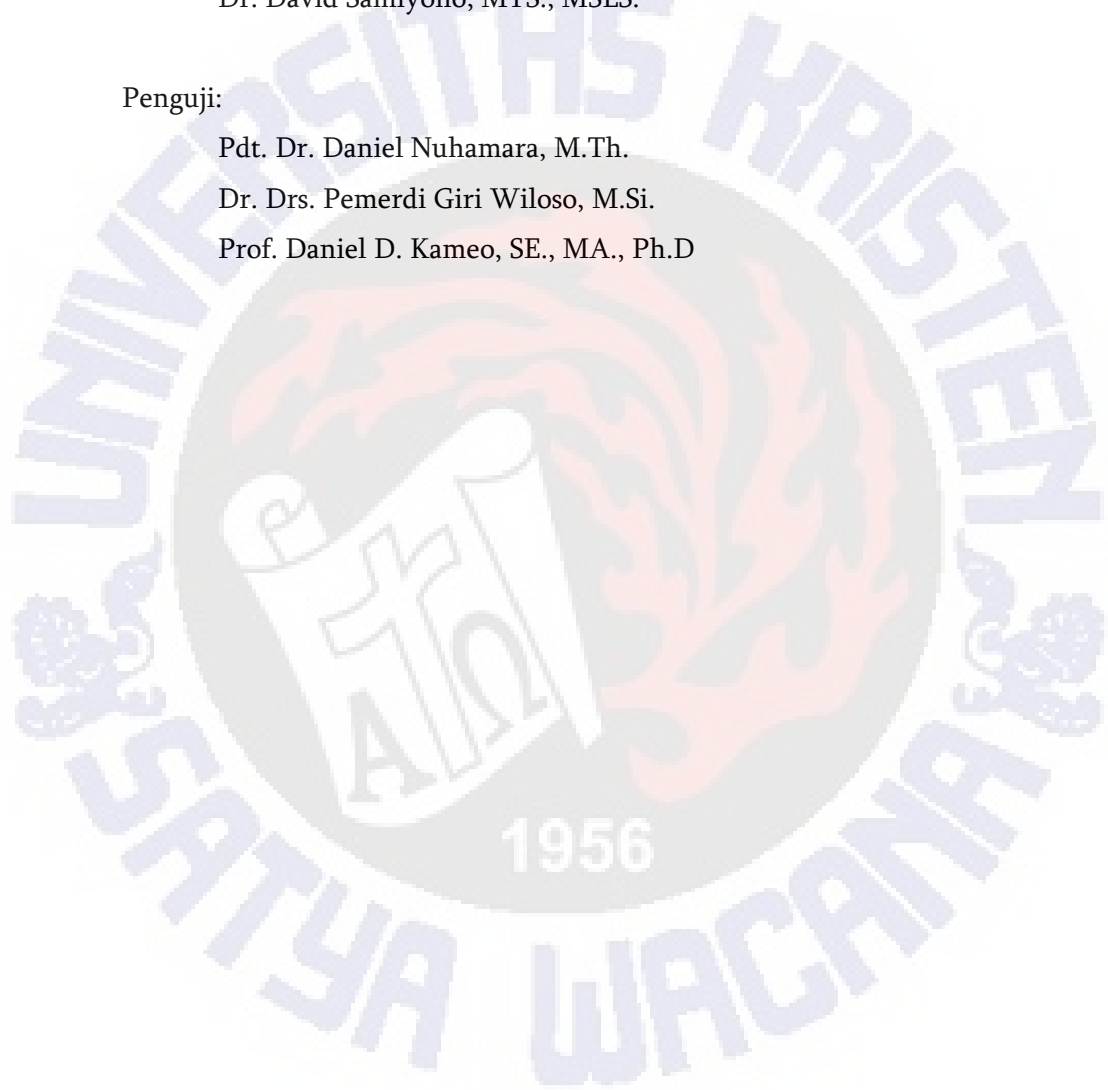 Dr. David Samiyono, MTS., MSLS.
Penguji:
Pdt. Dr. Daniel Nuhamara, M.Th.
Dr. Drs. Pemerdi Giri Wiloso, M.Si.
Prof. Daniel D. Kameo, SE., MA., Ph.D
UNIVERSITAS KRISTEN
SATYA WACANA
Α Ω
1956